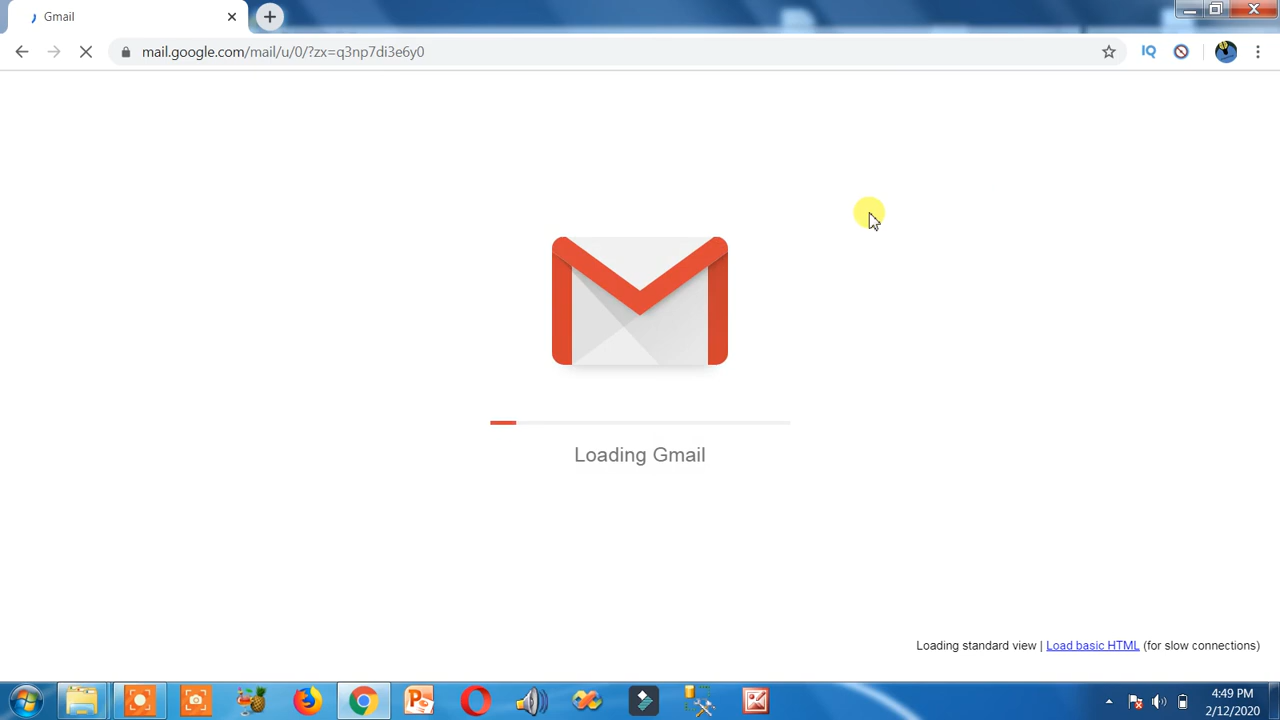 Gmail
mail.google.com/mail/u/0/?zx=q3np7di3e6y0
IQ
Loading Gmail
Loading standard view | Load basic HTML (for slow connections)
4:49 PM
2/12/2020